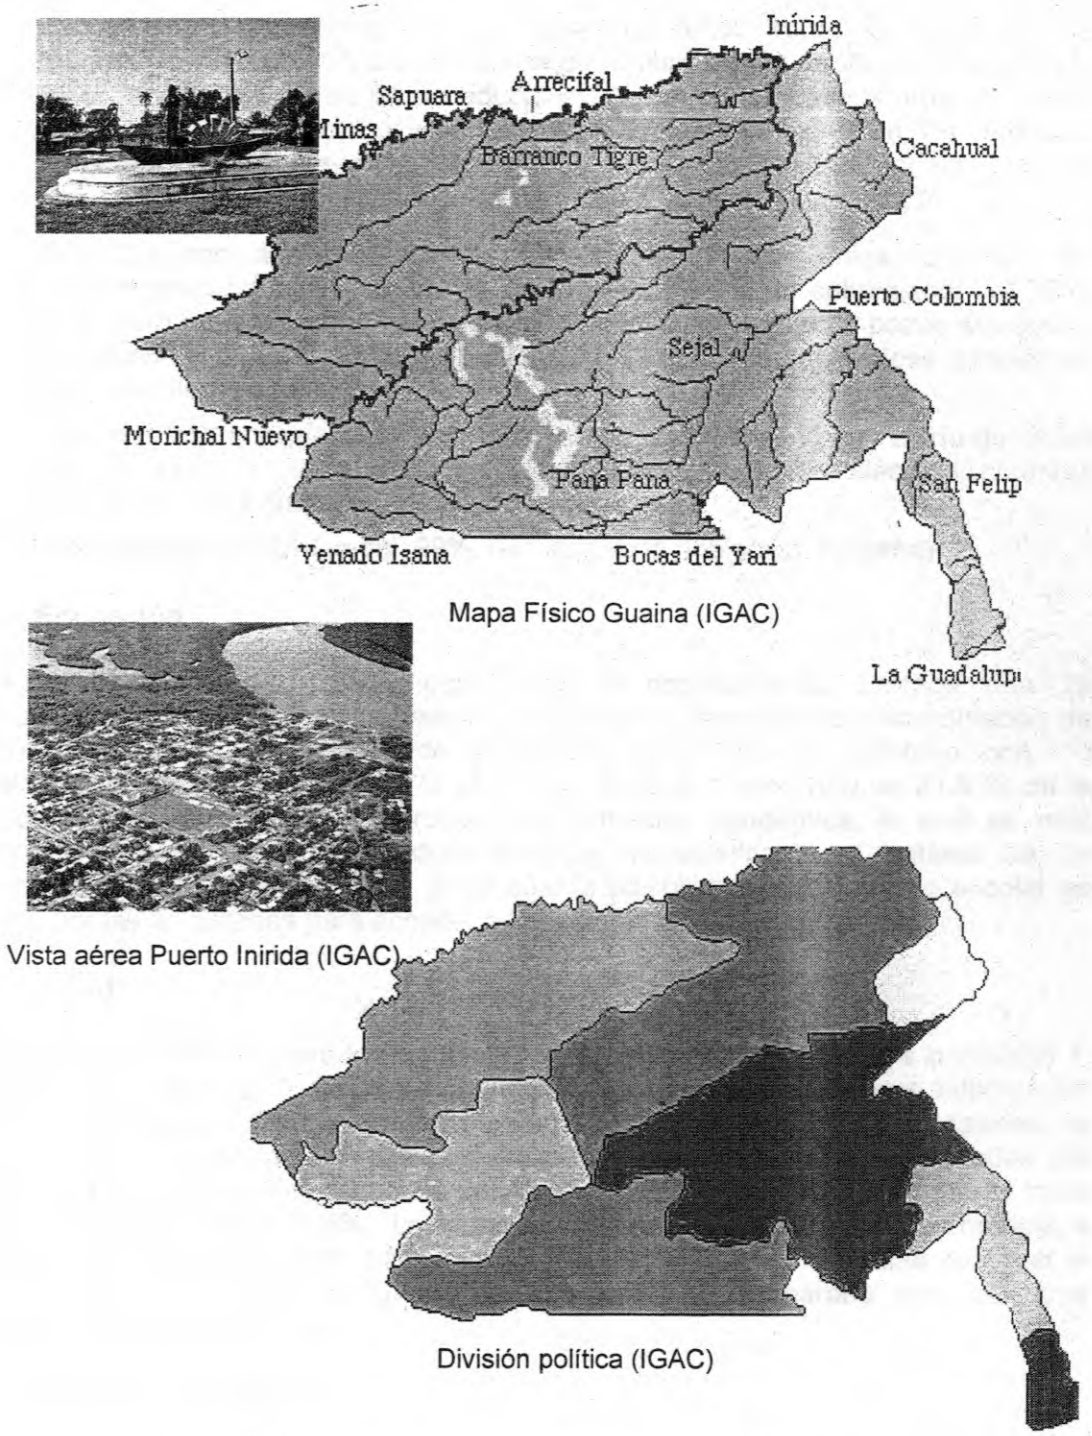 Inírida
Arrecifal
Sapuara
Minas
Barranco Tigre
Cacahual
Puerto Colombia
Sejal
Morichal Nuevo
Pana Pana
San Felip
Venado Isana
Bocas del Yari
Mapa Físico Guaina (IGAC)
La Guadalup
Vista aérea Puerto Inirida (IGAC)
División política (IGAC)